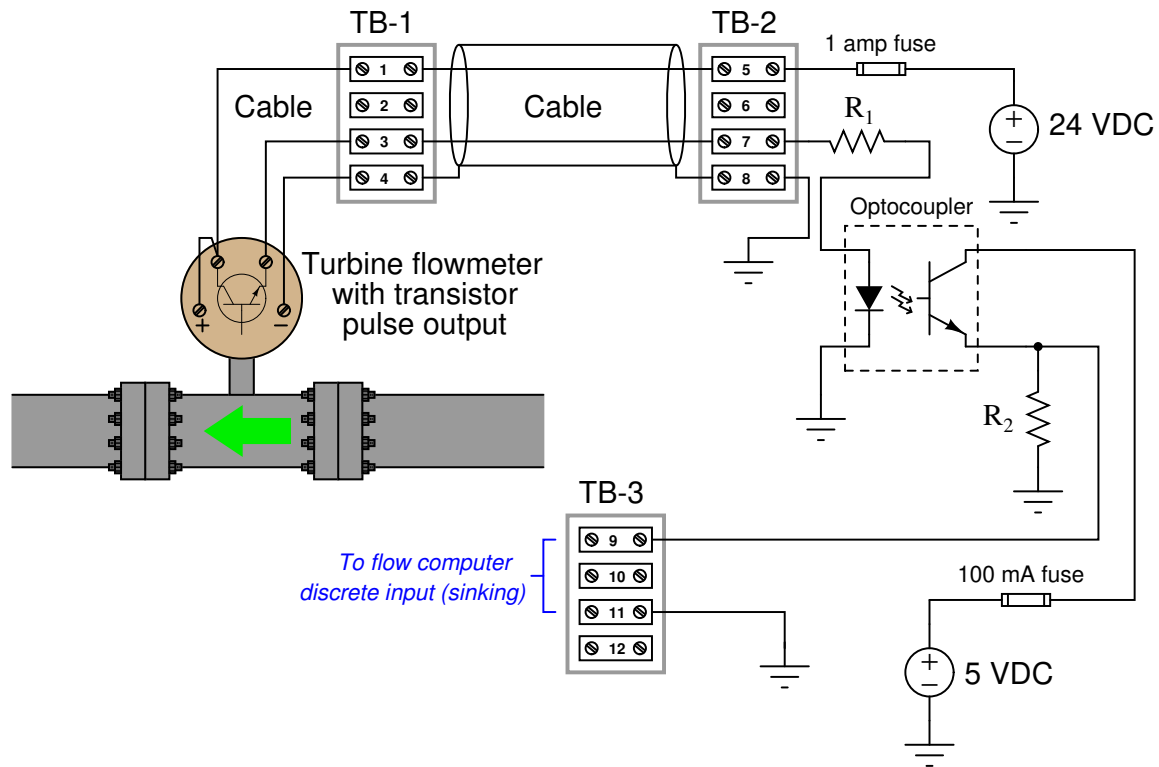 TB-1
TB-2
1 amp fuse
1
2
3
4
Cable
Cable
5
6
7
8
R1
+
−
24 VDC
Optocoupler
+
−
Turbine flowmeter
with transistor
pulse output
R2
TB-3
9
10
11
12
To flow computer
discrete input (sinking)
100 mA fuse
+
−
5 VDC